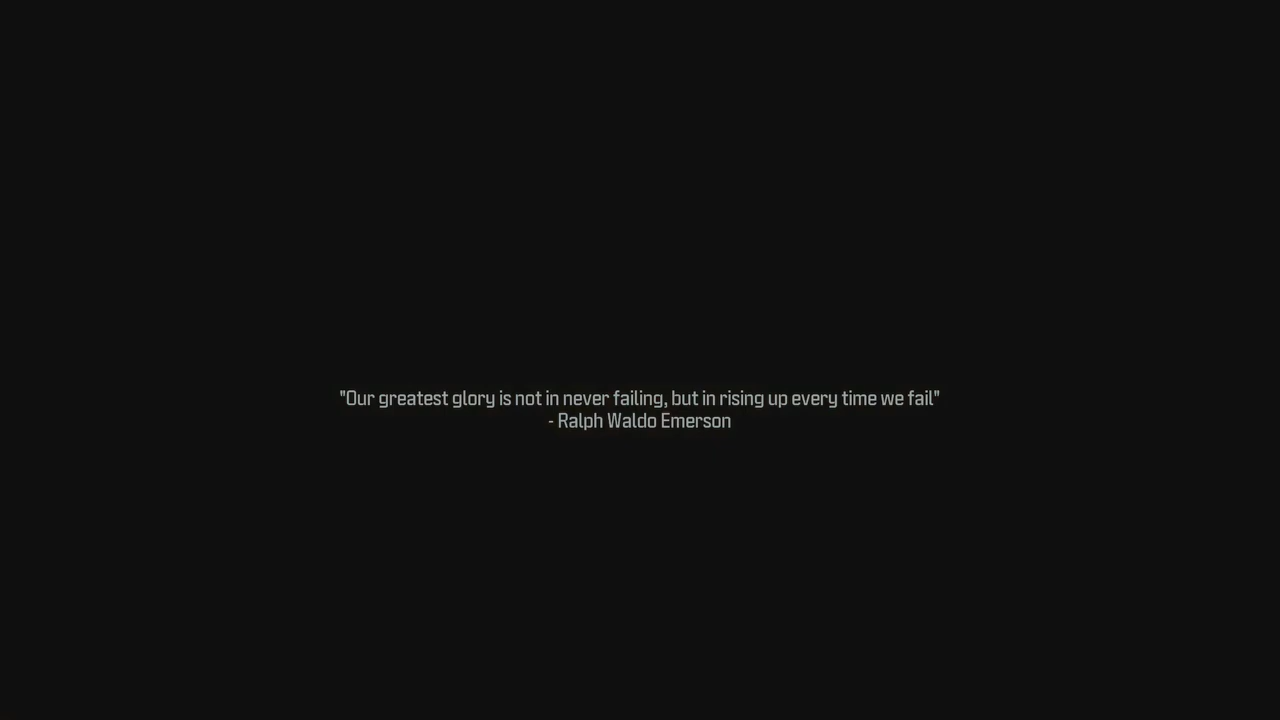 "Our greatest glory is not in never failing, but in rising up every time we fail"
- Ralph Waldo Emerson